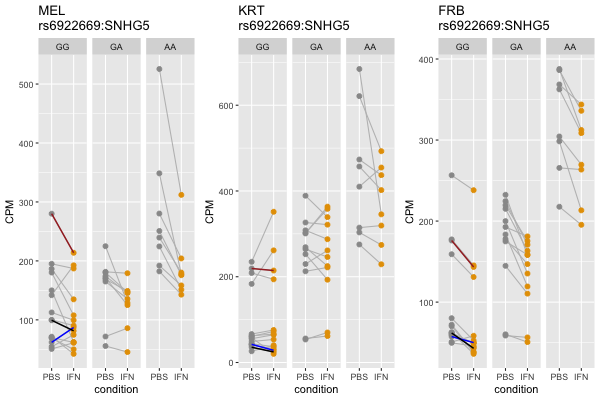 MEL
rs6922669:SNHG5
GG GA AA
CPM
500
400
300
200
100
PBS IFN PBS IFN PBS IFN
condition
KRT
rs6922669:SNHG5
GG GA AA
CPM
600
400
200
0
PBS IFN PBS IFN PBS IFN
condition
FRB
rs6922669:SNHG5
GG GA AA
CPM
400
300
200
100
PBS IFN PBS IFN PBS IFN
condition